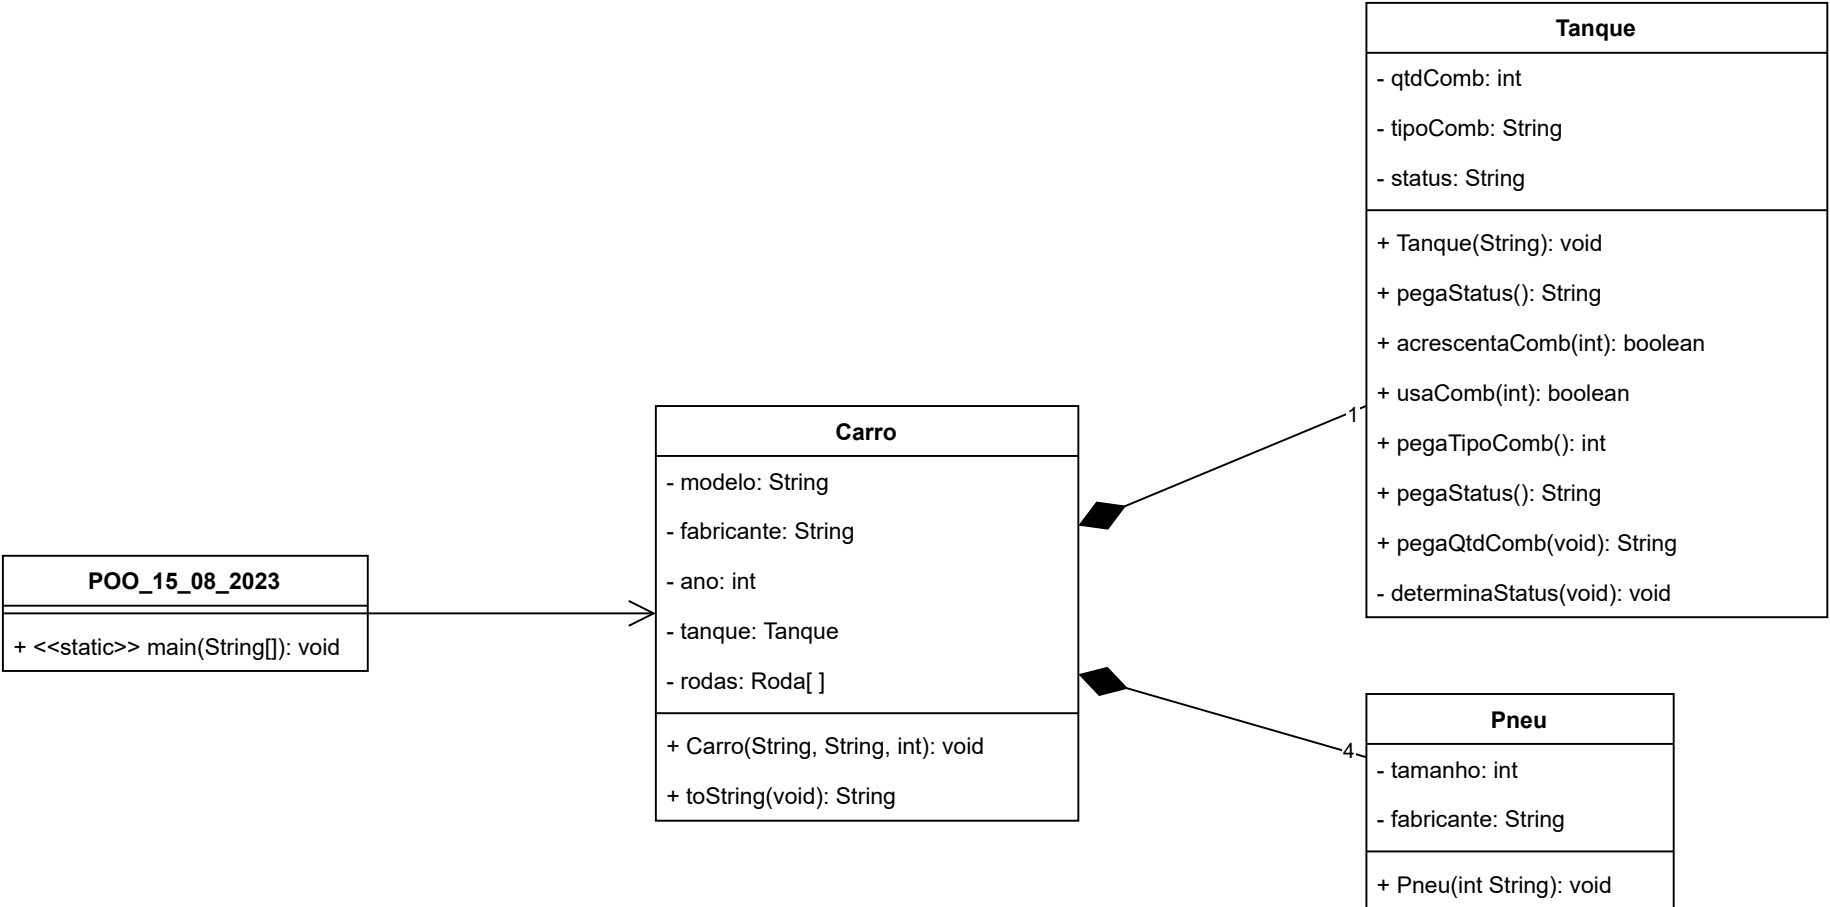 POO_15_08_2023
+ <<static>> main(String[]): void
Carro
- modelo: String
- fabricante: String
- ano: int
- tanque: Tanque
- rodas: Roda[ ]
+ Carro(String, String, int): void
+ toString(void): String
1
4
Tanque
- qtdComb: int
- tipoComb: String
- status: String
+ Tanque(String): void
+ pegaStatus(): String
+ acrescentaComb(int): boolean
+ usaComb(int): boolean
+ pegaTipoComb(): int
+ pegaStatus(): String
+ pegaQtdComb(void): String
- determinaStatus(void): void
Pneu
- tamanho: int
- fabricante: String
+ Pneu(int String): void